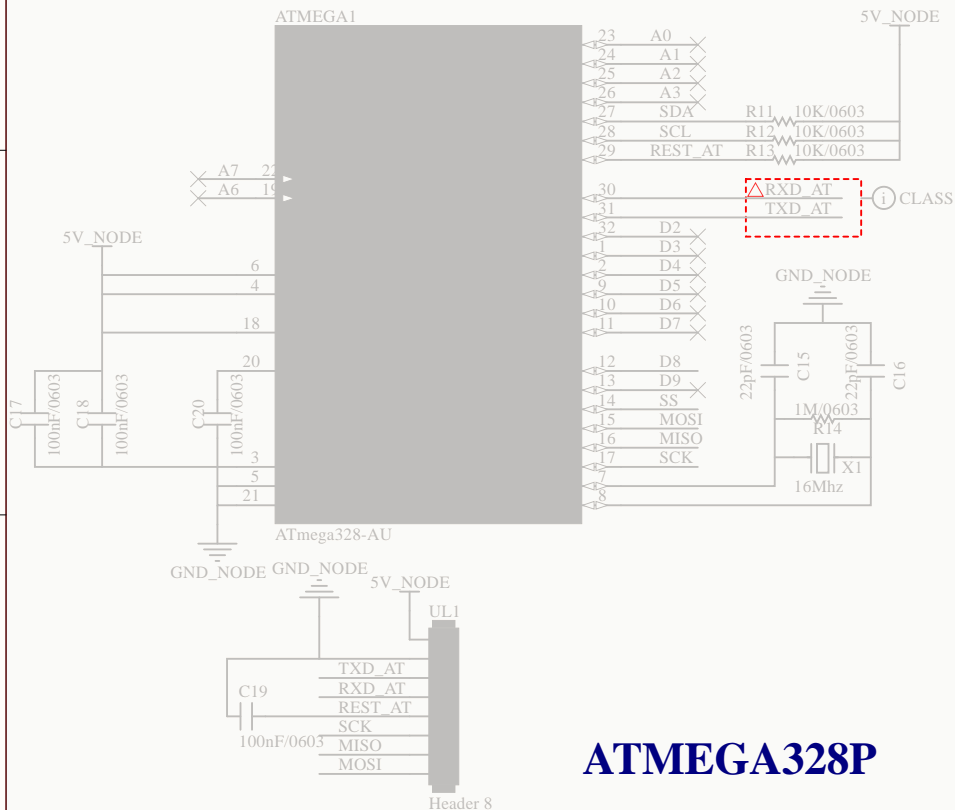 ATMEGA1
5V_NODE
23 A0
24 A1
25 A2
26 A3
27 SDA R11 10K/0603
28 SCL R12 10K/0603
29 REST_AT R13 10K/0603
A7 22
A6 19
30 RXD_AT
31 TXD_AT
i CLASS
32 D2
1 D3
2 D4
9 D5
10 D6
11 D7
5V_NODE
6
4
18
20
GND_NODE
12 D8
13 D9
14 SS
15 MOSI
16 MISO
17 SCK
7
8
22pF/0603
C15
22pF/0603
C16
1M/0603
R14
X1
16Mhz
C17
100nF/0603
C18
100nF/0603
C20
100nF/0603
3
5
21
ATmega328-AU
GND_NODE
GND_NODE
5V_NODE
UL1
TXD_AT
RXD_AT
C19
REST_AT
SCK
100nF/0603
MISO
MOSI
ATMEGA328P
Header 8